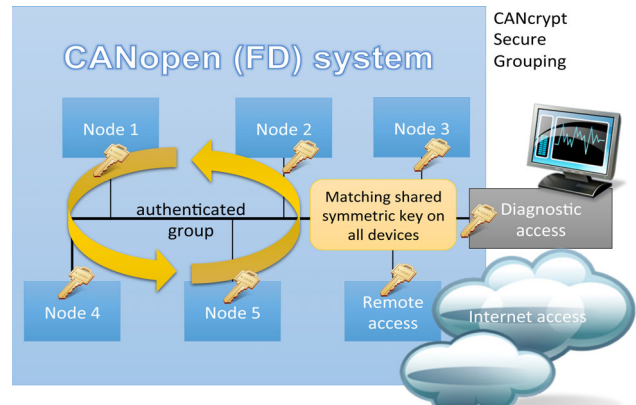 CANcrypt
Secure
Grouping
CANopen (FD) system
Node 1
Node 2
Node 3
authenticated
group
Matching shared
symmetric key on
all devices
Diagnostic
access
Node 4
Node 5
Remote
access
Internet access